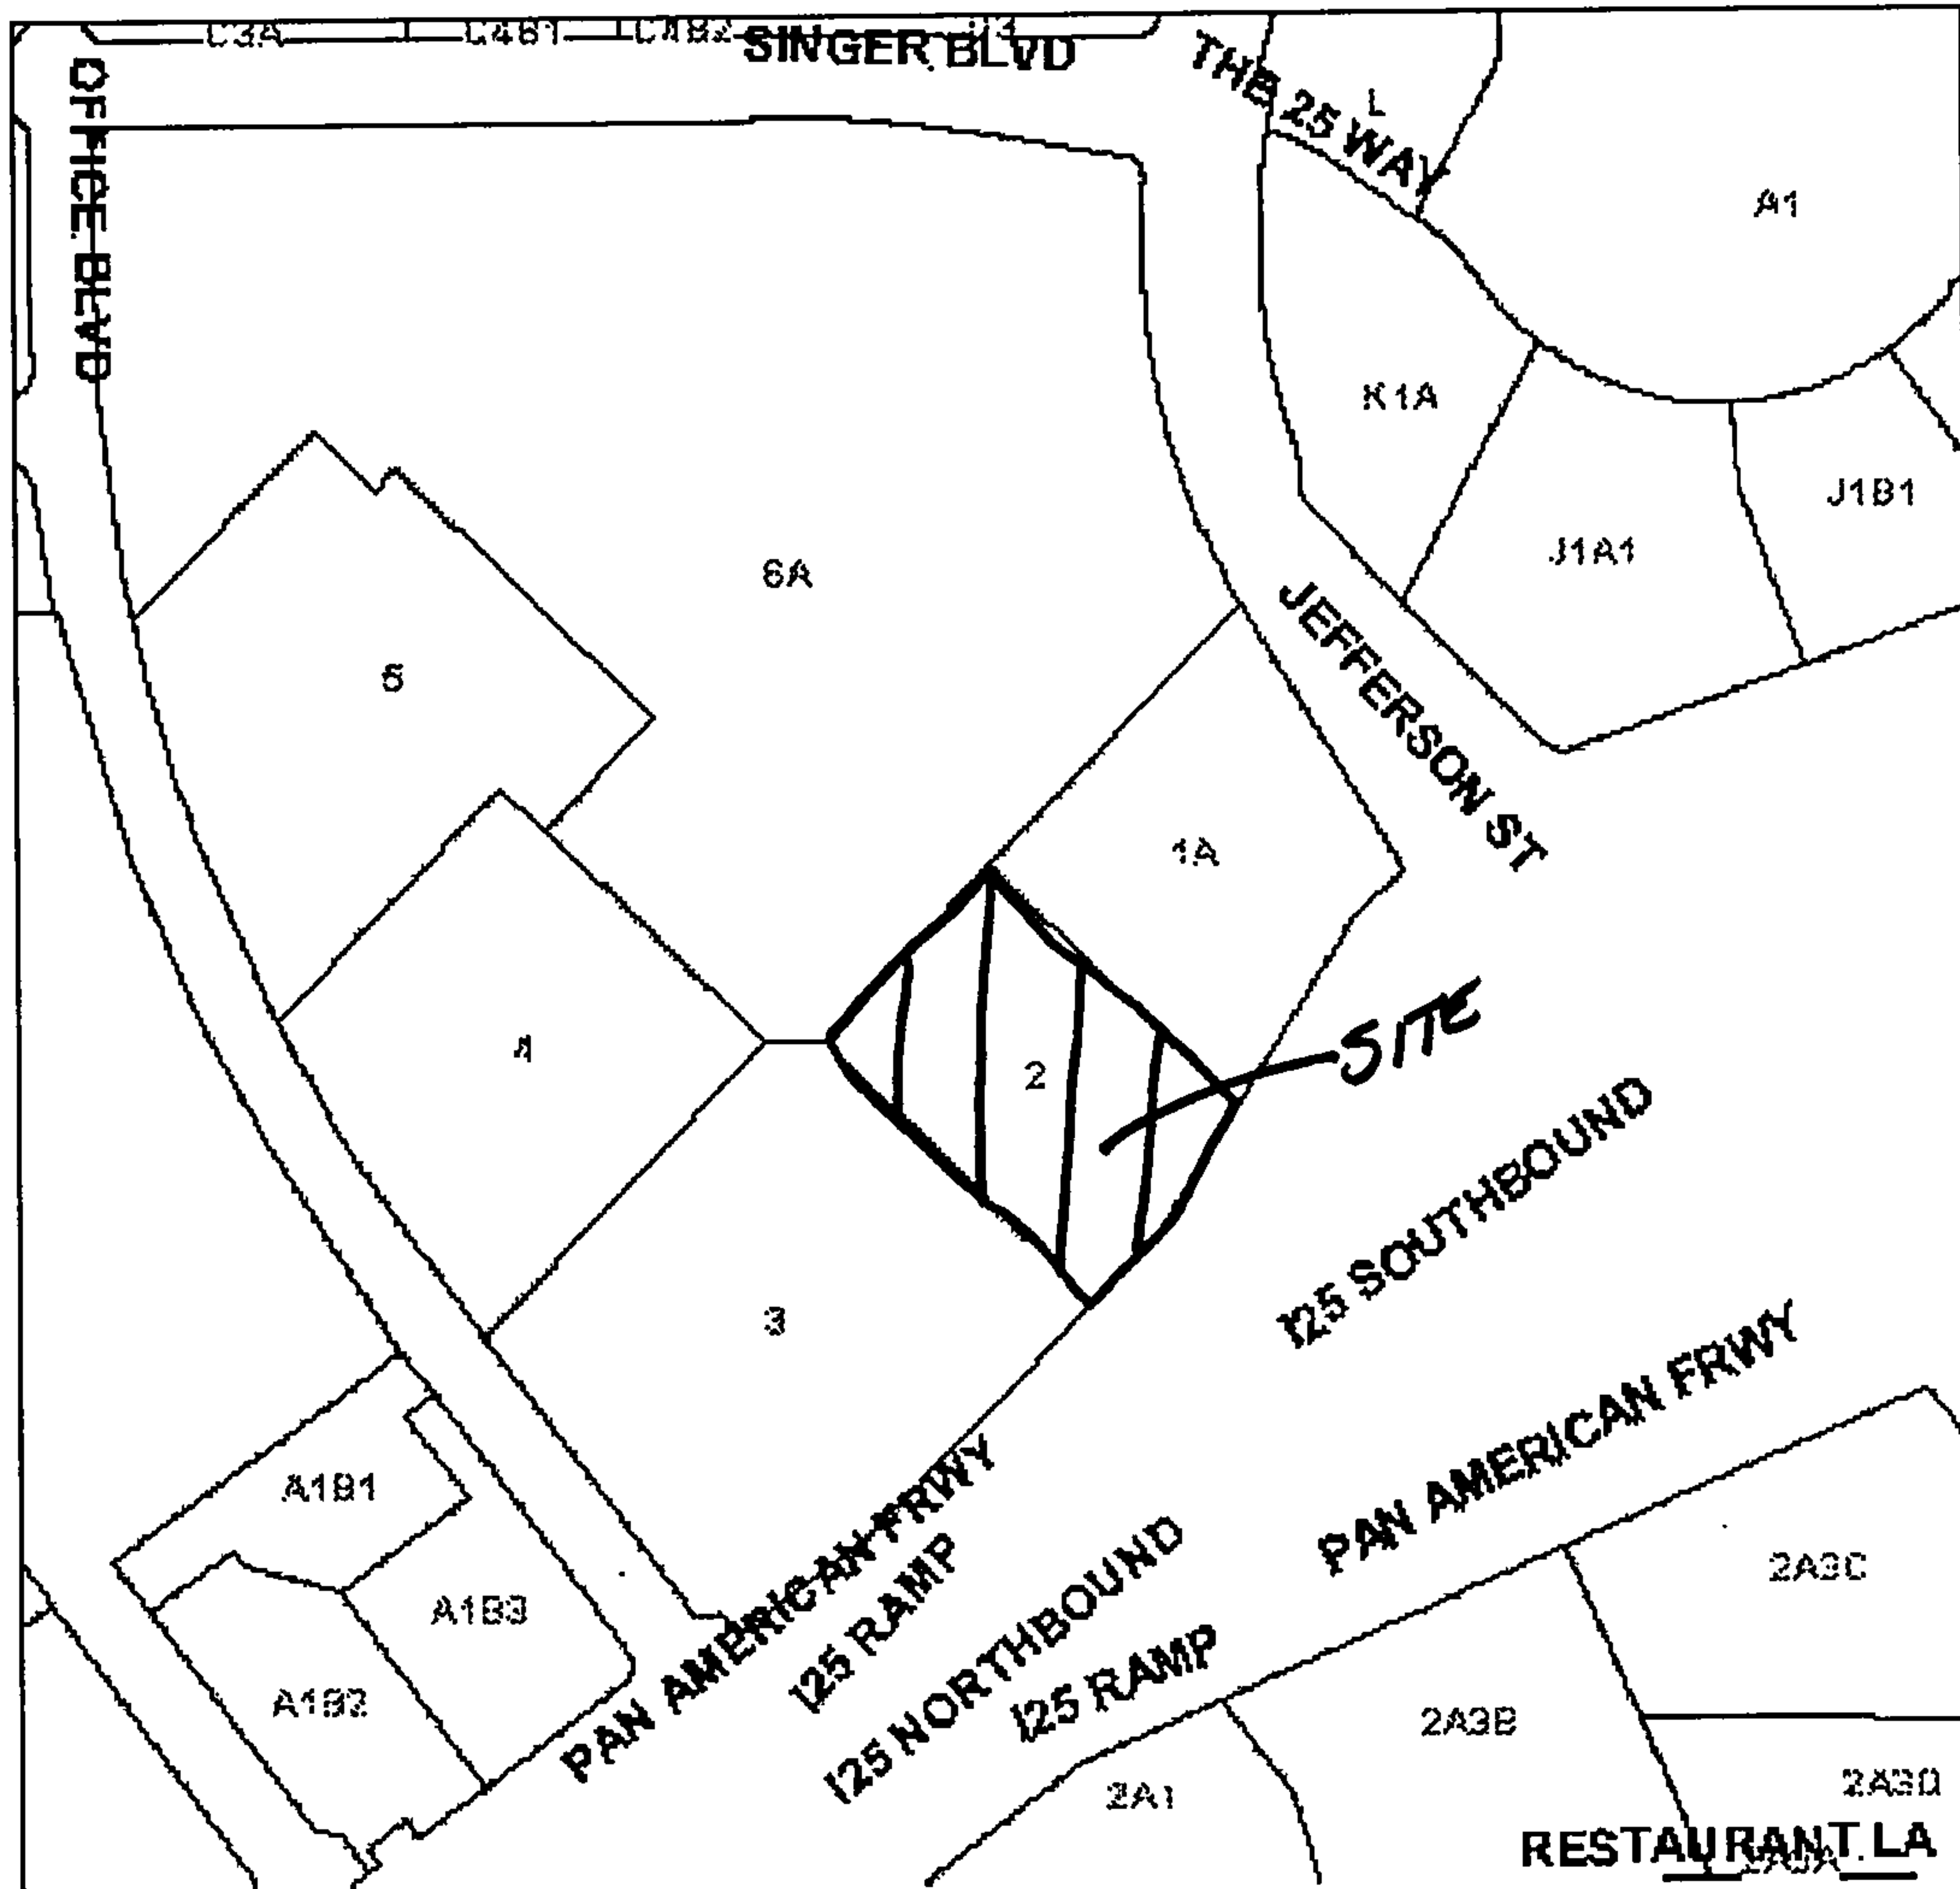 C3A
SINGER BLVD
THE 25 WAY
L
OFFICE BLVD
A1
K1A
J1B1
J1A1
6A
5
JEFFERSON ST
1A
SITE
4
2
I25 SOUTHBOUND
3
PAN AMERICAN FRWY
PAN AMERICAN FRWY
A1B1
I25 RAMP
I25 NORTHBOUND
2A3C
A1B3
I25 RAMP
A1B2
2A3B
2A1
2A3D
RESTAURANT LA